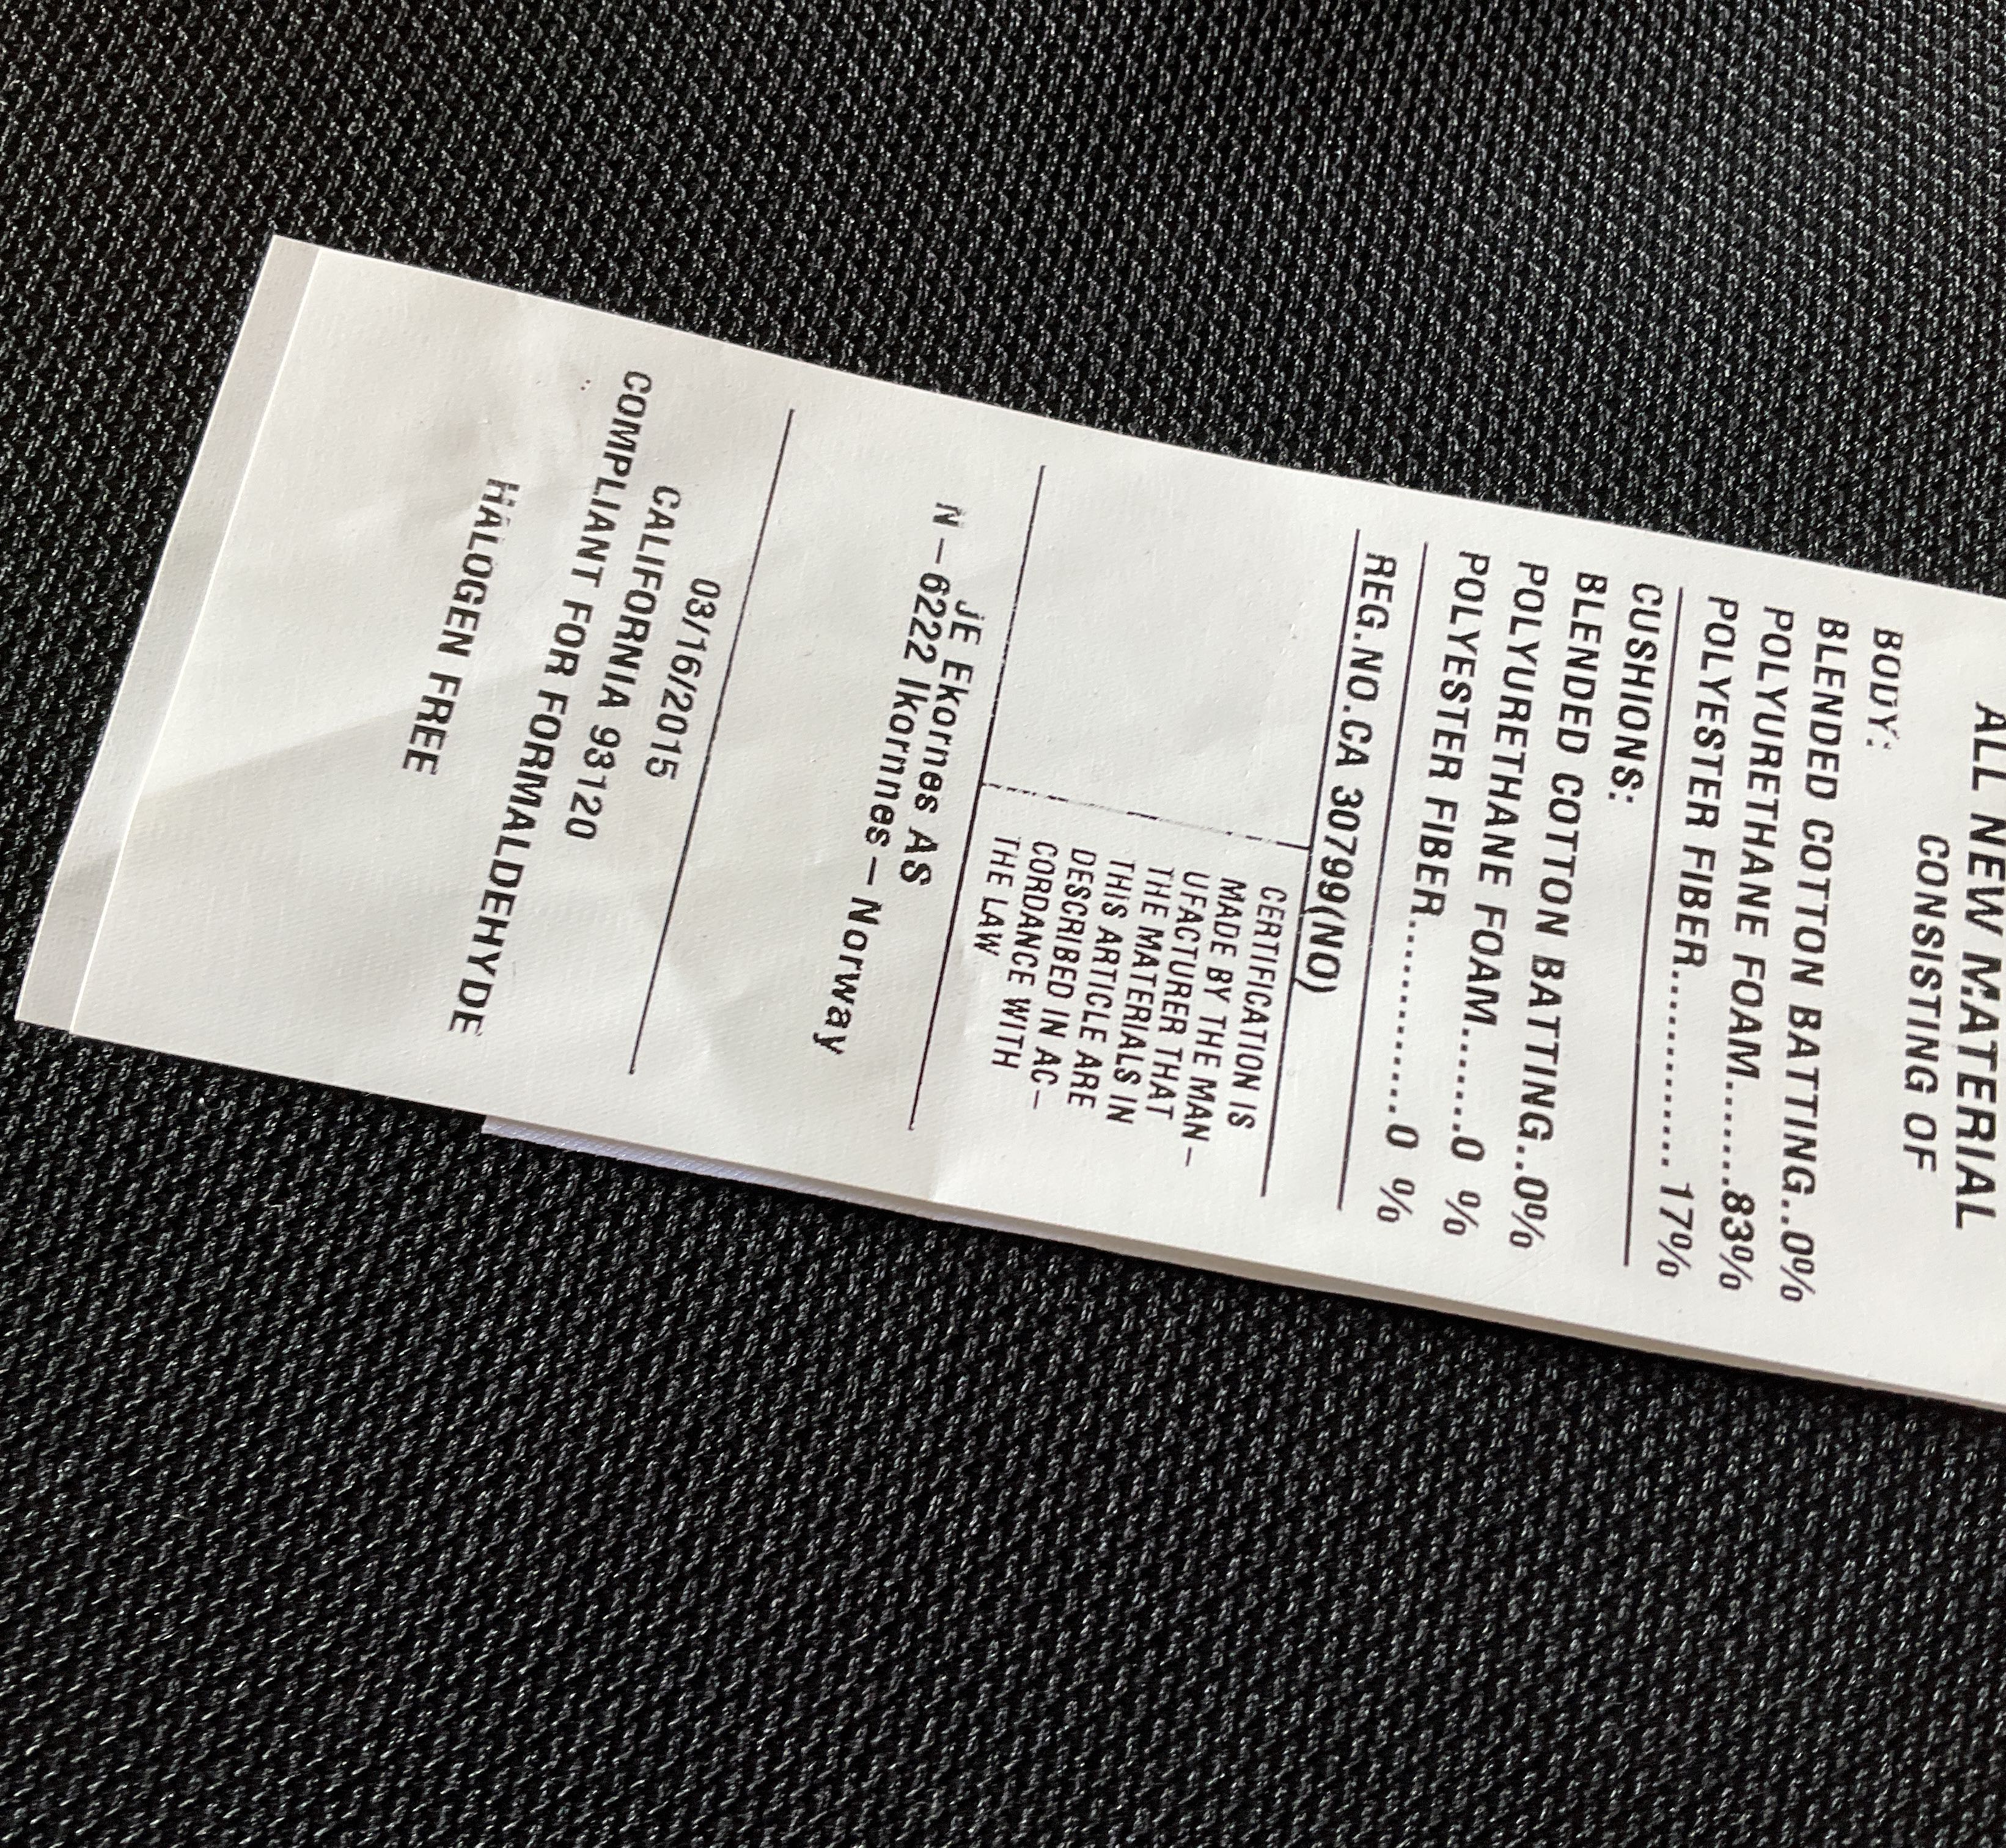 ALL NEW MATERIAL
CONSISTING OF
BODY:
BLENDED COTTON BATTING..0%
POLYURETHANE FOAM.......83%
POLYESTER FIBER.............17%
CUSHIONS:
BLENDED COTTON BATTING..0%
POLYURETHANE FOAM.......0 %
POLYESTER FIBER.............0 %
REG.NO.CA 30799(NO)
CERTIFICATION IS
MADE BY THE MAN-
UFACTURER THAT
THE MATERIALS IN
THIS ARTICLE ARE
DESCRIBED IN AC-
CORDANCE WITH
THE LAW
JE Ekornes AS
N-6222 Ikornnes-Norway
03/16/2015
CALIFORNIA 93120
COMPLIANT FOR FORMALDEHYDE
HALOGEN FREE